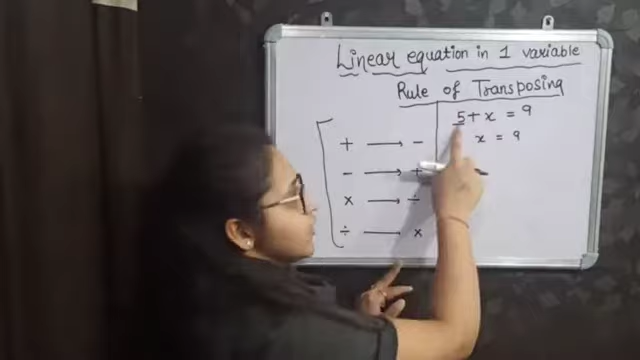 Linear equation in 1 variable
Rule of Transposing
5 + x = 9
x = 9
+ → -
- → +
× → ÷
÷ → ×